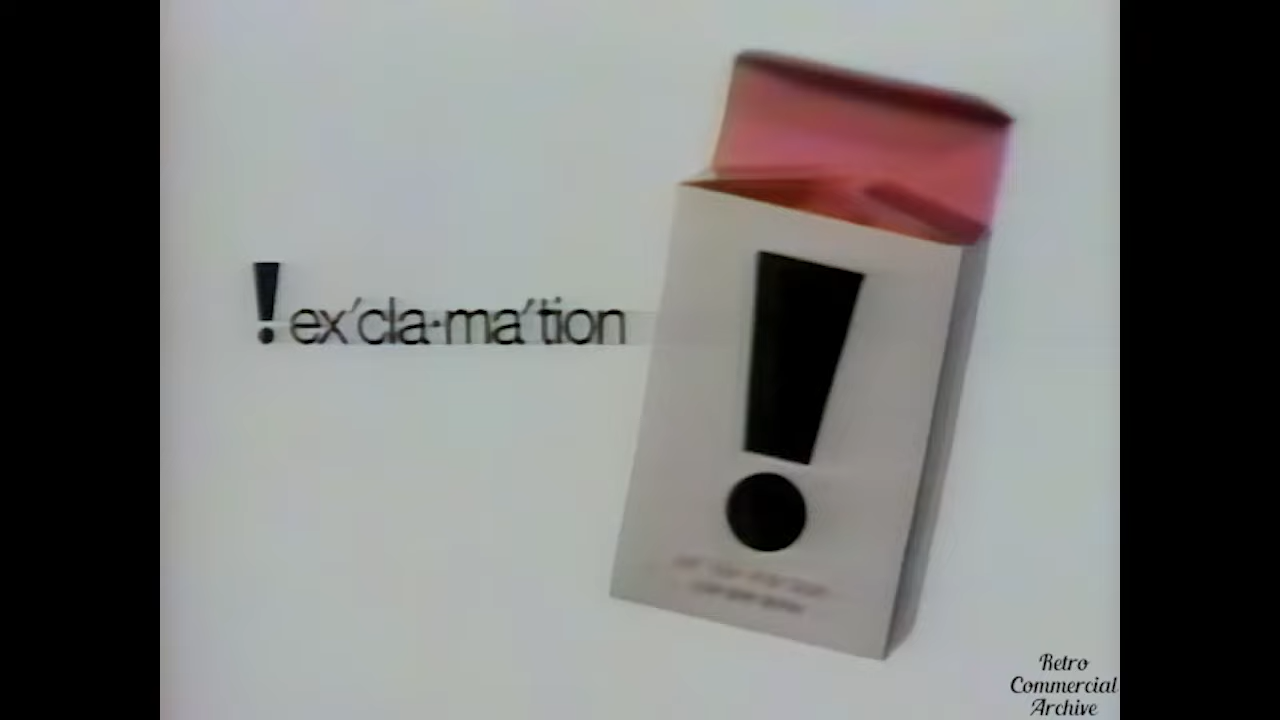 ! ex′cla·ma′tion
!
Retro
Commercial
Archive